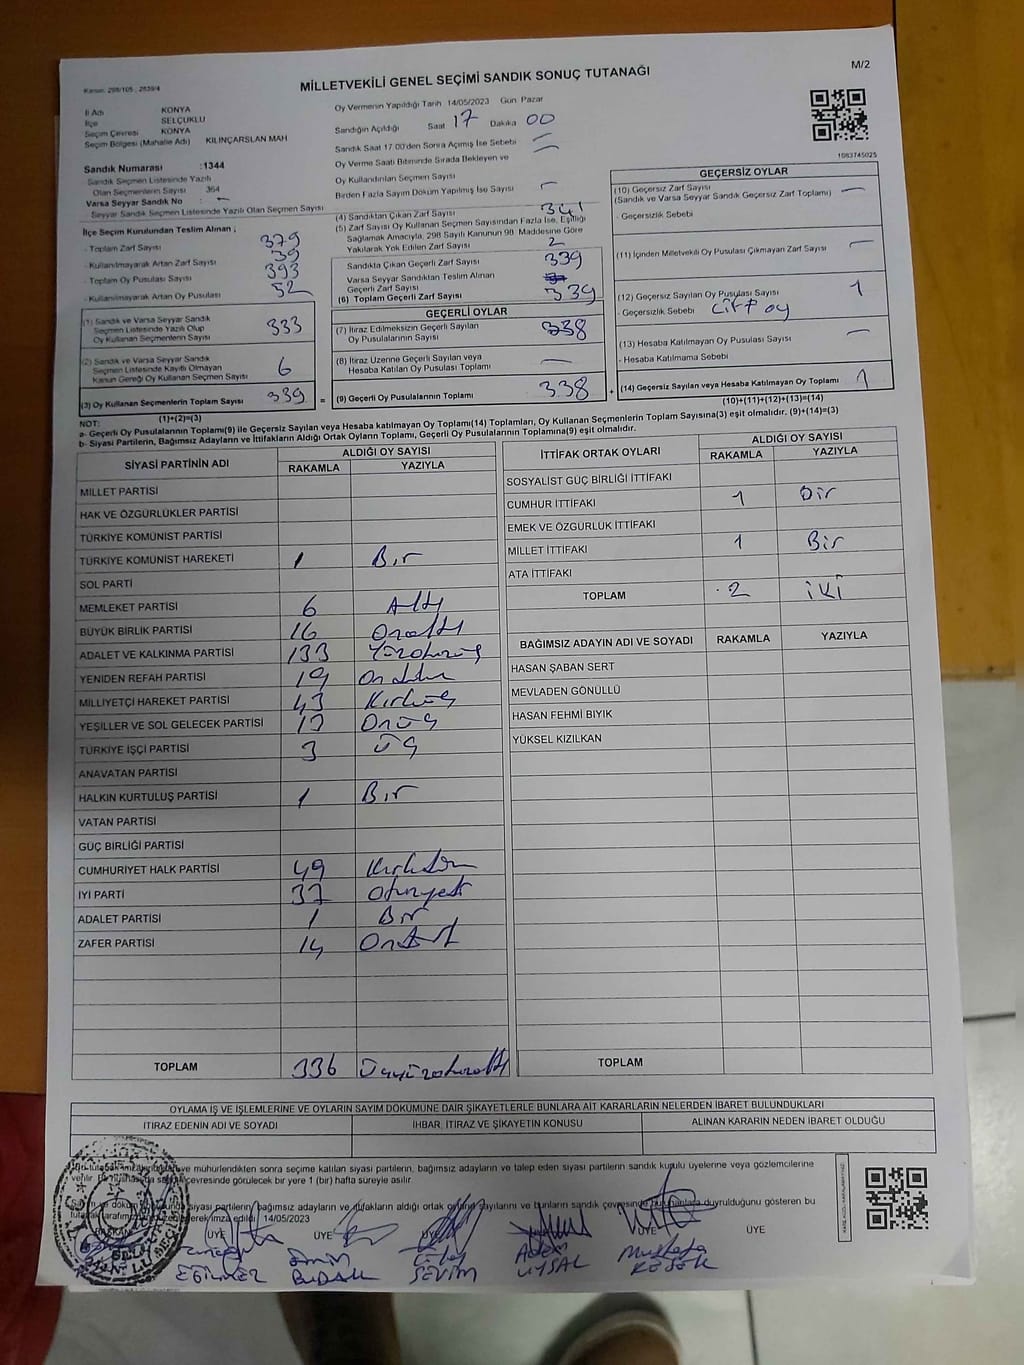 MİLLETVEKİLİ GENEL SEÇİMİ SANDIK SONUÇ TUTANAĞI
M/2
Kanun: 298/105 ; 2839/4
İl Adı KONYA
İlçe SELÇUKLU
Seçim Çevresi KONYA
Seçim Bölgesi (Mahalle Adı) KILINÇARSLAN MAH
Oy Vermenin Yapıldığı Tarih 14/05/2023 Gün Pazar
Sandığın Açıldığı Saat 17 Dakika 00
Sandık Saat 17:00'den Sonra Açılmış İse Sebebi
Oy Verme Saati Bitiminde Sırada Bekleyen ve
Oy Kullandırılan Seçmen Sayısı
Birden Fazla Sayım Döküm Yapılmış İse Sayısı
1083745025
Sandık Numarası :1344
Sandık Seçmen Listesinde Yazılı
Olan Seçmenlerin Sayısı 364
Varsa Seyyar Sandık No :
Seyyar Sandık Seçmen Listesinde Yazılı Olan Seçmen Sayısı
İlçe Seçim Kurulundan Teslim Alınan ;
- Toplam Zarf Sayısı 379
- Kullanılmayarak Artan Zarf Sayısı 39
- Toplam Oy Pusulası Sayısı 393
- Kullanılmayarak Artan Oy Pusulası 52
(1) Sandık ve Varsa Seyyar Sandık
Seçmen Listesinde Yazılı Olup
Oy Kullanan Seçmenlerin Sayısı 333
(2) Sandık ve Varsa Seyyar Sandık
Seçmen Listesinde Kayıtlı Olmayan
Kanun Gereği Oy Kullanan Seçmen Sayısı 6
(3) Oy Kullanan Seçmenlerin Toplam Sayısı 339
(1)+(2)=(3)
(4) Sandıktan Çıkan Zarf Sayısı 341
(5) Zarf Sayısı Oy Kullanan Seçmen Sayısından Fazla İse, Eşitliği
Sağlamak Amacıyla, 298 Sayılı Kanunun 98. Maddesine Göre
Yakılarak Yok Edilen Zarf Sayısı 2
Sandıkta Çıkan Geçerli Zarf Sayısı 339
Varsa Seyyar Sandıktan Teslim Alınan
Geçerli Zarf Sayısı
(6) Toplam Geçerli Zarf Sayısı 339
GEÇERLİ OYLAR
(7) İtiraz Edilmeksizin Geçerli Sayılan
Oy Pusulalarının Sayısı 338
(8) İtiraz Üzerine Geçerli Sayılan veya
Hesaba Katılan Oy Pusulası Toplamı
(9) Geçerli Oy Pusulalarının Toplamı 338
GEÇERSİZ OYLAR
(10) Geçersiz Zarf Sayısı
(Sandık ve Varsa Seyyar Sandık Geçersiz Zarf Toplamı)
- Geçersizlik Sebebi
(11) İçinden Milletvekili Oy Pusulası Çıkmayan Zarf Sayısı
(12) Geçersiz Sayılan Oy Pusulası Sayısı 1
- Geçersizlik Sebebi Çift oy
(13) Hesaba Katılmayan Oy Pusulası Sayısı
- Hesaba Katılmama Sebebi
(14) Geçersiz Sayılan veya Hesaba Katılmayan Oy Toplamı 1
(10)+(11)+(12)+(13)=(14)
NOT:
a- Geçerli Oy Pusulalarının Toplamı(9) ile Geçersiz Sayılan veya Hesaba Katılmayan Oy Toplamı(14) Toplamları, Oy Kullanan Seçmenlerin Toplam Sayısına(3) eşit olmalıdır. (9)+(14)=(3)
b- Siyasi Partilerin, Bağımsız Adayların ve İttifakların Aldığı Ortak Oyların Toplamı, Geçerli Oy Pusulalarının Toplamına(9) eşit olmalıdır.
SİYASİ PARTİNİN ADI ALDIĞI OY SAYISI
RAKAMLA YAZIYLA
MİLLET PARTİSİ
HAK VE ÖZGÜRLÜKLER PARTİSİ
TÜRKİYE KOMÜNİST PARTİSİ
TÜRKİYE KOMÜNİST HAREKETİ 1 Bir
SOL PARTİ
MEMLEKET PARTİSİ 6 Altı
BÜYÜK BİRLİK PARTİSİ 16 Onaltı
ADALET VE KALKINMA PARTİSİ 133 Yüzotuzüç
YENİDEN REFAH PARTİSİ 19 Ondokuz
MİLLİYETÇİ HAREKET PARTİSİ 43 Kırküç
YEŞİLLER VE SOL GELECEK PARTİSİ 13 Onüç
TÜRKİYE İŞÇİ PARTİSİ 3 Üç
ANAVATAN PARTİSİ
HALKIN KURTULUŞ PARTİSİ 1 Bir
VATAN PARTİSİ
GÜÇ BİRLİĞİ PARTİSİ
CUMHURİYET HALK PARTİSİ 49 Kırkdokuz
İYİ PARTİ 37 Otuzyedi
ADALET PARTİSİ 1 Bir
ZAFER PARTİSİ 14 Ondört
TOPLAM 336 Üçyüzotuzaltı
İTTİFAK ORTAK OYLARI ALDIĞI OY SAYISI
RAKAMLA YAZIYLA
SOSYALİST GÜÇ BİRLİĞİ İTTİFAKI
CUMHUR İTTİFAKI 1 Bir
EMEK VE ÖZGÜRLÜK İTTİFAKI
MİLLET İTTİFAKI 1 Bir
ATA İTTİFAKI
TOPLAM 2 İKİ
BAĞIMSIZ ADAYIN ADI VE SOYADI RAKAMLA YAZIYLA
HASAN ŞABAN SERT
MEVLADEN GÖNÜLLÜ
HASAN FEHMİ BIYIK
YÜKSEL KIZILKAN
TOPLAM
OYLAMA İŞ VE İŞLEMLERİNE VE OYLARIN SAYIM DÖKÜMÜNE DAİR ŞİKAYETLERLE BUNLARA AİT KARARLARIN NELERDEN İBARET BULUNDUKLARI
İTİRAZ EDENİN ADI VE SOYADI İHBAR, İTİRAZ VE ŞİKAYETİN KONUSU ALINAN KARARIN NEDEN İBARET OLDUĞU
ve mühürlendikten sonra seçime katılan siyasi partilerin, bağımsız adayların ve talep eden siyasi partilerin sandık kurulu üyelerine veya gözlemcilerine
verilir. çevresinde görülecek bir yere 1 (bir) hafta süreyle asılır.
siyasi partilerin, bağımsız adayların ve ittifakların aldığı ortak oyların sayılarını ve bunların sandık çevresinde duyrulduğunu gösteren bu
imza edildi. 14/05/2023
ÜYE ÜYE ÜYE ÜYE ÜYE ÜYE
EĞİLMEZ
Emin BUDAK
SEVİM
Adem UYSAL
Mustafa KESEK